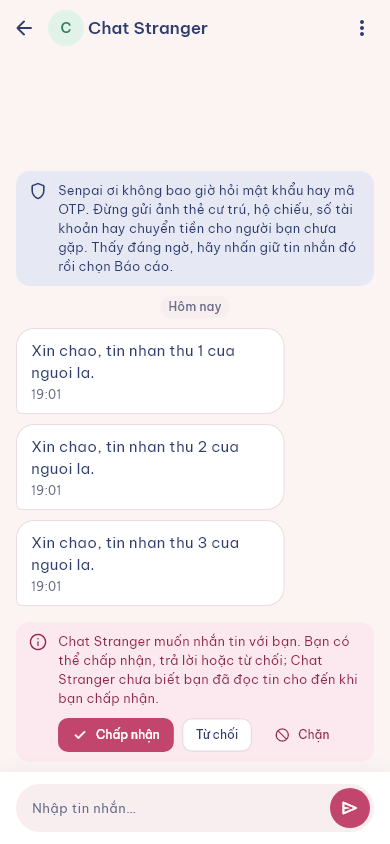 C Chat Stranger
Senpai ơi không bao giờ hỏi mật khẩu hay mã
OTP. Đừng gửi ảnh thẻ cư trú, hộ chiếu, số tài
khoản hay chuyển tiền cho người bạn chưa
gặp. Thấy đáng ngờ, hãy nhấn giữ tin nhắn đó
rồi chọn Báo cáo.
Hôm nay
Xin chao, tin nhan thu 1 cua
nguoi la.
19:01
Xin chao, tin nhan thu 2 cua
nguoi la.
19:01
Xin chao, tin nhan thu 3 cua
nguoi la.
19:01
Chat Stranger muốn nhắn tin với bạn. Bạn có
thể chấp nhận, trả lời hoặc từ chối; Chat
Stranger chưa biết bạn đã đọc tin cho đến khi
bạn chấp nhận.
Chấp nhận Từ chối Chặn
Nhập tin nhắn...